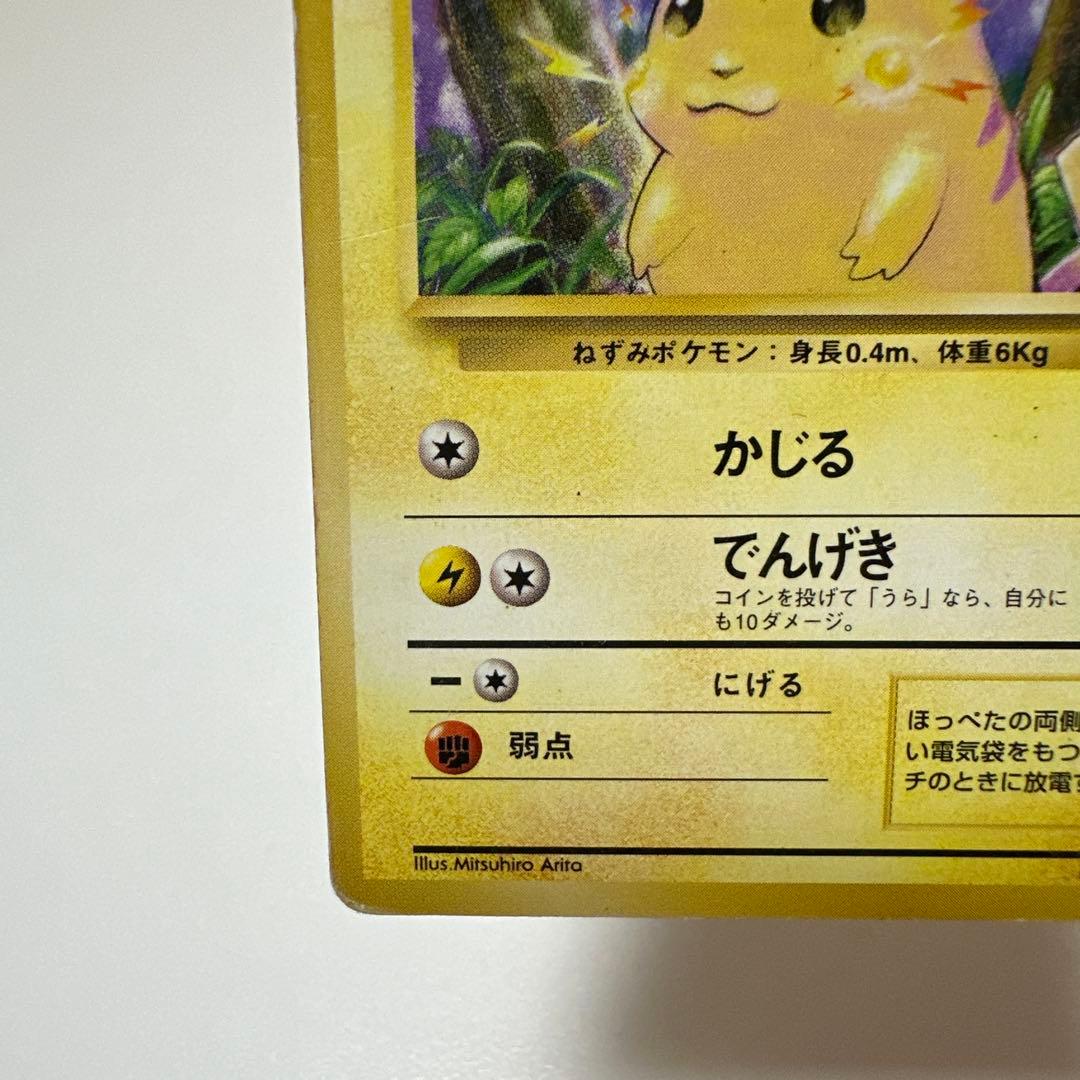 ねずみポケモン：身長0.4m、体重6Kg
かじる
でんげき
コインを投げて「うら」なら、自分に
も10ダメージ。
にげる
弱点
ほっぺたの両側
い電気袋をもつ
チのときに放電す
Illus.Mitsuhiro Arita